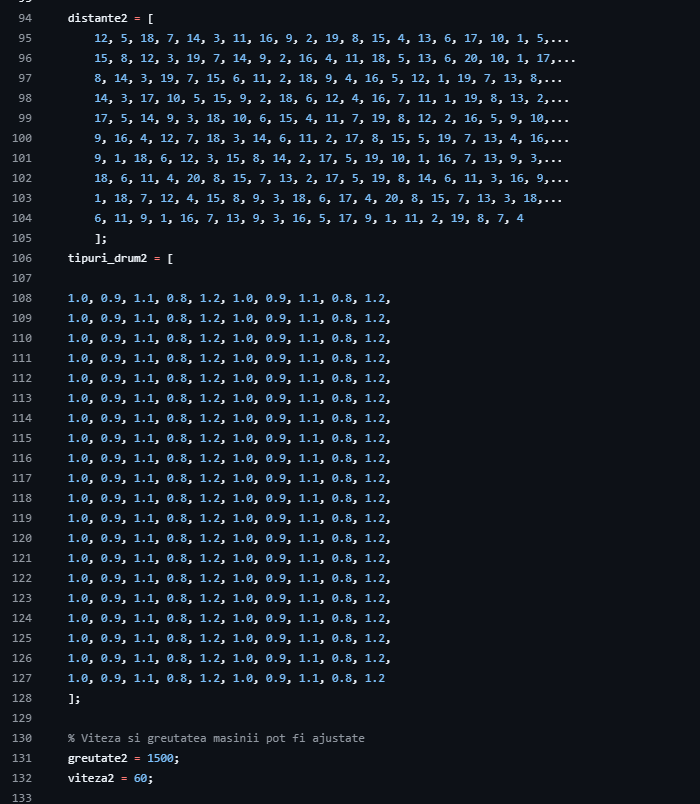 94 distante2 = [
95 12, 5, 18, 7, 14, 3, 11, 16, 9, 2, 19, 8, 15, 4, 13, 6, 17, 10, 1, 5,...
96 15, 8, 12, 3, 19, 7, 14, 9, 2, 16, 4, 11, 18, 5, 13, 6, 20, 10, 1, 17,...
97 8, 14, 3, 19, 7, 15, 6, 11, 2, 18, 9, 4, 16, 5, 12, 1, 19, 7, 13, 8,...
98 14, 3, 17, 10, 5, 15, 9, 2, 18, 6, 12, 4, 16, 7, 11, 1, 19, 8, 13, 2,...
99 17, 5, 14, 9, 3, 18, 10, 6, 15, 4, 11, 7, 19, 8, 12, 2, 16, 5, 9, 10,...
100 9, 16, 4, 12, 7, 18, 3, 14, 6, 11, 2, 17, 8, 15, 5, 19, 7, 13, 4, 16,...
101 9, 1, 18, 6, 12, 3, 15, 8, 14, 2, 17, 5, 19, 10, 1, 16, 7, 13, 9, 3,...
102 18, 6, 11, 4, 20, 8, 15, 7, 13, 2, 17, 5, 19, 8, 14, 6, 11, 3, 16, 9,...
103 1, 18, 7, 12, 4, 15, 8, 9, 3, 18, 6, 17, 4, 20, 8, 15, 7, 13, 3, 18,...
104 6, 11, 9, 1, 16, 7, 13, 9, 3, 16, 5, 17, 9, 1, 11, 2, 19, 8, 7, 4
105 ];
106 tipuri_drum2 = [
107
108 1.0, 0.9, 1.1, 0.8, 1.2, 1.0, 0.9, 1.1, 0.8, 1.2,
109 1.0, 0.9, 1.1, 0.8, 1.2, 1.0, 0.9, 1.1, 0.8, 1.2,
110 1.0, 0.9, 1.1, 0.8, 1.2, 1.0, 0.9, 1.1, 0.8, 1.2,
111 1.0, 0.9, 1.1, 0.8, 1.2, 1.0, 0.9, 1.1, 0.8, 1.2,
112 1.0, 0.9, 1.1, 0.8, 1.2, 1.0, 0.9, 1.1, 0.8, 1.2,
113 1.0, 0.9, 1.1, 0.8, 1.2, 1.0, 0.9, 1.1, 0.8, 1.2,
114 1.0, 0.9, 1.1, 0.8, 1.2, 1.0, 0.9, 1.1, 0.8, 1.2,
115 1.0, 0.9, 1.1, 0.8, 1.2, 1.0, 0.9, 1.1, 0.8, 1.2,
116 1.0, 0.9, 1.1, 0.8, 1.2, 1.0, 0.9, 1.1, 0.8, 1.2,
117 1.0, 0.9, 1.1, 0.8, 1.2, 1.0, 0.9, 1.1, 0.8, 1.2,
118 1.0, 0.9, 1.1, 0.8, 1.2, 1.0, 0.9, 1.1, 0.8, 1.2,
119 1.0, 0.9, 1.1, 0.8, 1.2, 1.0, 0.9, 1.1, 0.8, 1.2,
120 1.0, 0.9, 1.1, 0.8, 1.2, 1.0, 0.9, 1.1, 0.8, 1.2,
121 1.0, 0.9, 1.1, 0.8, 1.2, 1.0, 0.9, 1.1, 0.8, 1.2,
122 1.0, 0.9, 1.1, 0.8, 1.2, 1.0, 0.9, 1.1, 0.8, 1.2,
123 1.0, 0.9, 1.1, 0.8, 1.2, 1.0, 0.9, 1.1, 0.8, 1.2,
124 1.0, 0.9, 1.1, 0.8, 1.2, 1.0, 0.9, 1.1, 0.8, 1.2,
125 1.0, 0.9, 1.1, 0.8, 1.2, 1.0, 0.9, 1.1, 0.8, 1.2,
126 1.0, 0.9, 1.1, 0.8, 1.2, 1.0, 0.9, 1.1, 0.8, 1.2,
127 1.0, 0.9, 1.1, 0.8, 1.2, 1.0, 0.9, 1.1, 0.8, 1.2
128 ];
129
130 % Viteza si greutatea masinii pot fi ajustate
131 greutate2 = 1500;
132 viteza2 = 60;
133